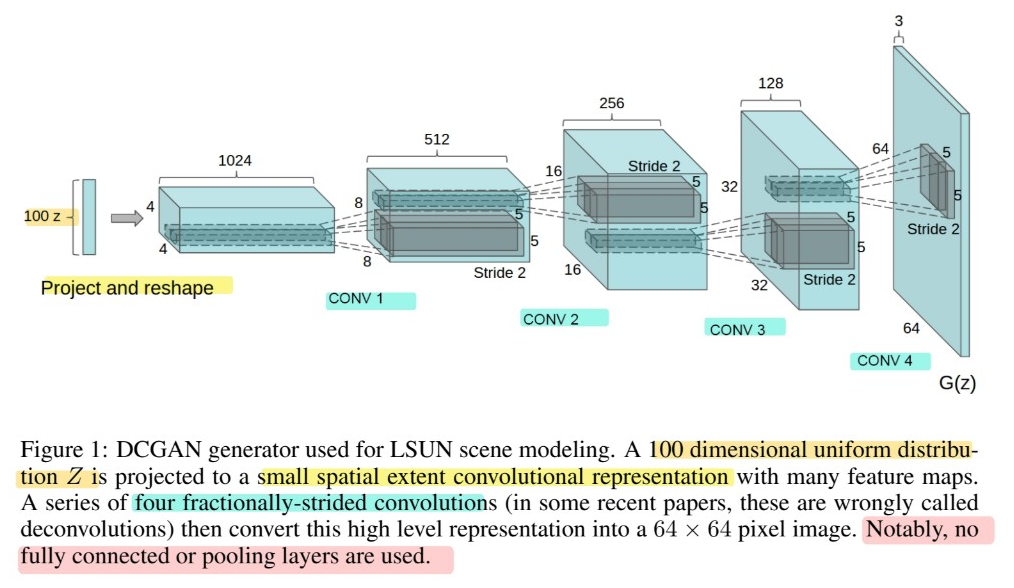 3
128
256
512
1024
64
5
5
Stride 2
64
32
5
5
Stride 2
32
16
Stride 2
5
5
16
8
5
5
Stride 2
8
4
4
100 z
Project and reshape
CONV 1
CONV 2
CONV 3
CONV 4
G(z)
Figure 1: DCGAN generator used for LSUN scene modeling. A 100 dimensional uniform distribu-
tion Z is projected to a small spatial extent convolutional representation with many feature maps.
A series of four fractionally-strided convolutions (in some recent papers, these are wrongly called
deconvolutions) then convert this high level representation into a 64 × 64 pixel image. Notably, no
fully connected or pooling layers are used.